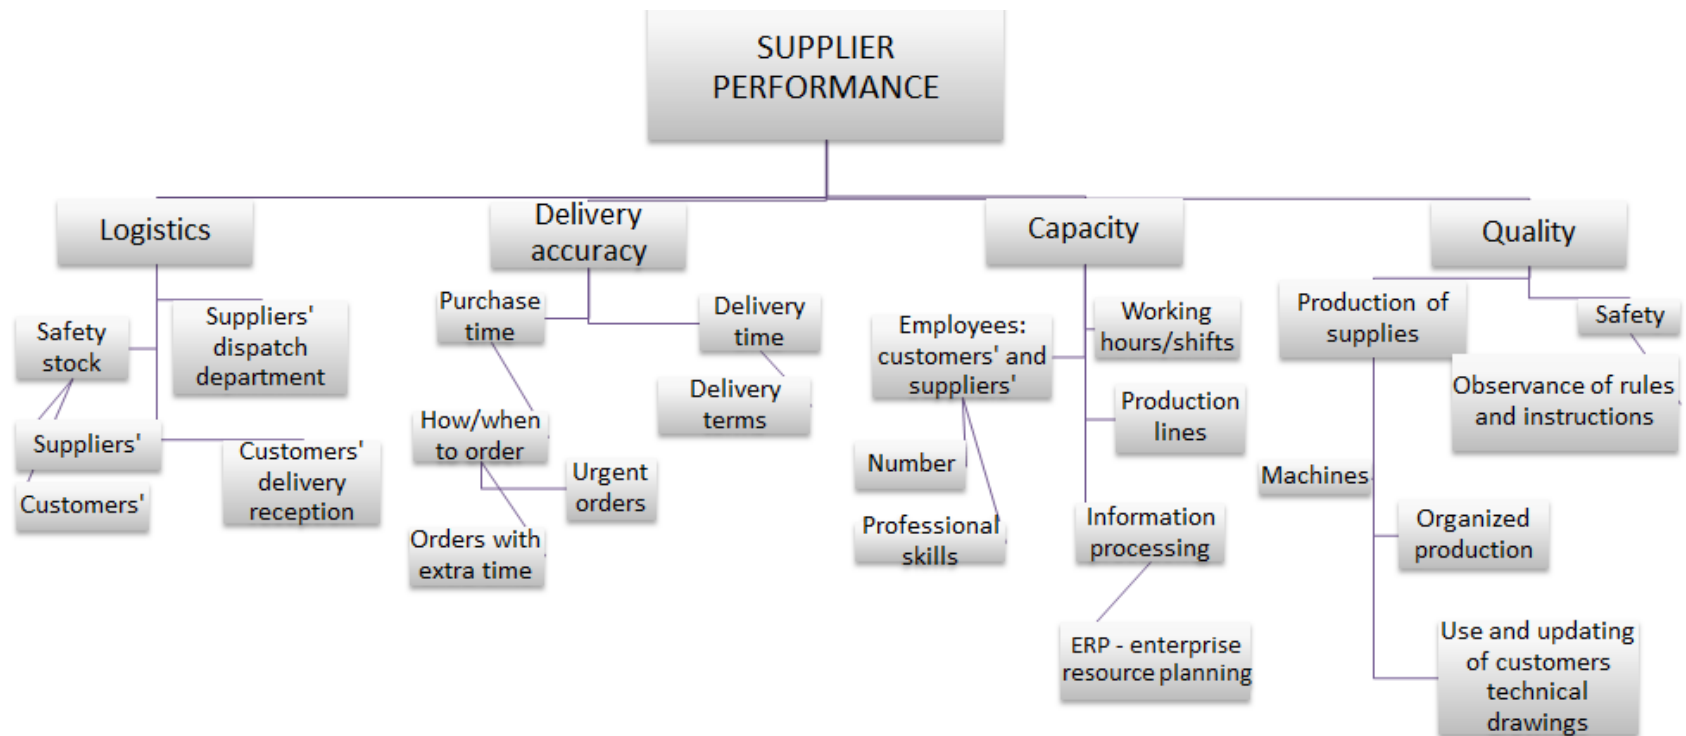 SUPPLIER
PERFORMANCE
Logistics
Delivery
accuracy
Capacity
Quality
Safety
stock
Suppliers'
dispatch
department
Suppliers'
Customers'
Customers'
delivery
reception
Purchase
time
Delivery
time
Delivery
terms
How/when
to order
Urgent
orders
Orders with
extra time
Employees:
customers' and
suppliers'
Working
hours/shifts
Production
lines
Number
Professional
skills
Information
processing
ERP - enterprise
resource planning
Production of
supplies
Safety
Observance of rules
and instructions
Machines
Organized
production
Use and updating
of customers
technical
drawings